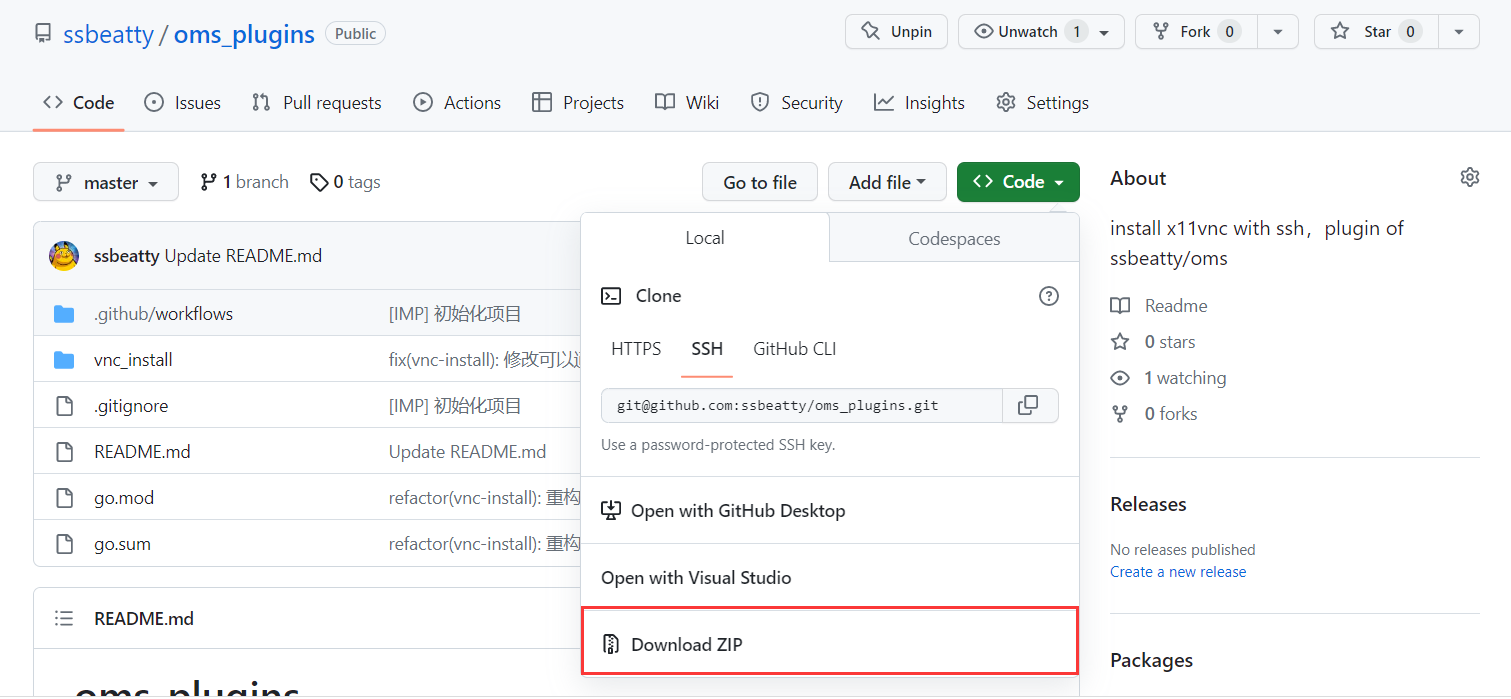 ssbeatty / oms_plugins Public
Unpin
Unwatch 1
Fork 0
Star 0
Code
Issues
Pull requests
Actions
Projects
Wiki
Security
Insights
Settings
master
1 branch
0 tags
Go to file
Add file
Code
ssbeatty Update README.md
.github/workflows [IMP] 初始化项目
vnc_install fix(vnc-install): 修改可以
.gitignore [IMP] 初始化项目
README.md Update README.md
go.mod refactor(vnc-install): 重构
go.sum refactor(vnc-install): 重构
README.md
oms_plugins
Local
Codespaces
Clone
HTTPS
SSH
GitHub CLI
git@github.com:ssbeatty/oms_plugins.git
Use a password-protected SSH key.
Open with GitHub Desktop
Open with Visual Studio
Download ZIP
About
install x11vnc with ssh，plugin of
ssbeatty/oms
Readme
0 stars
1 watching
0 forks
Releases
No releases published
Create a new release
Packages